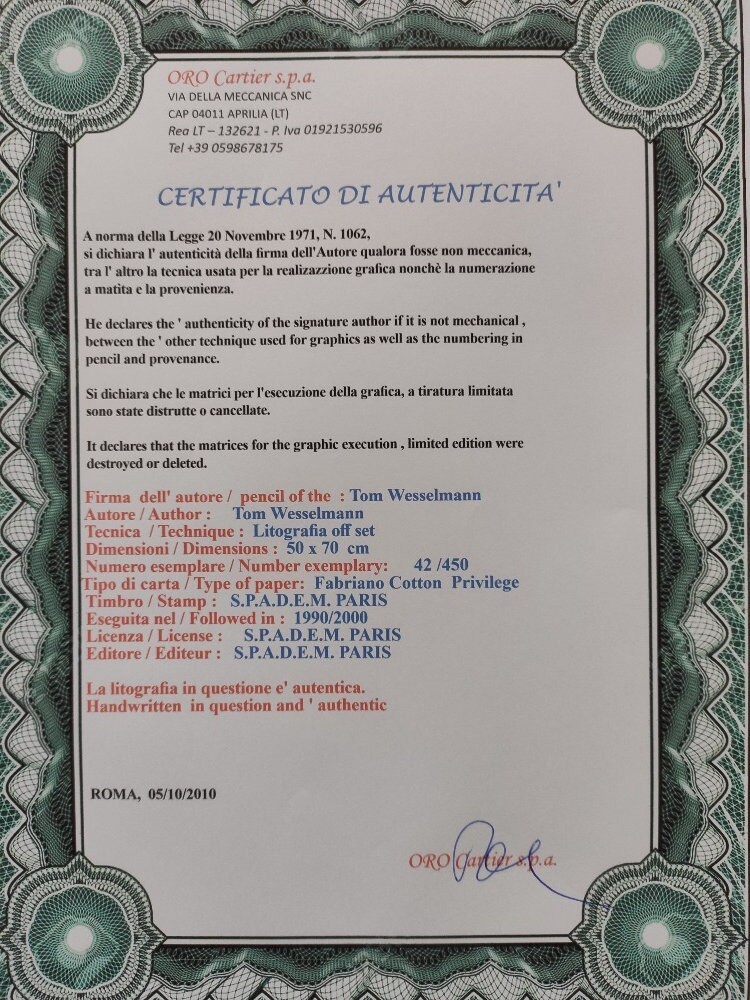 ORO Cartier s.p.a.
VIA DELLA MECCANICA SNC
CAP 04011 APRILIA (LT)
Rea LT – 132621 - P. Iva 01921530596
Tel +39 0598678175
CERTIFICATO DI AUTENTICITA'
A norma della Legge 20 Novembre 1971, N. 1062,
si dichiara l' autenticità della firma dell'Autore qualora fosse non meccanica,
tra l' altro la tecnica usata per la realizazzione grafica nonchè la numerazione
a matita e la provenienza.
He declares the ' authenticity of the signature author if it is not mechanical ,
between the ' other technique used for graphics as well as the numbering in
pencil and provenance.
Si dichiara che le matrici per l'esecuzione della grafica, a tiratura limitata
sono state distrutte o cancellate.
It declares that the matrices for the graphic execution , limited edition were
destroyed or deleted.
Firma dell' autore / pencil of the : Tom Wesselmann
Autore / Author : Tom Wesselmann
Tecnica / Technique : Litografia off set
Dimensioni / Dimensions : 50 x 70 cm
Numero esemplare / Number exemplary: 42 /450
Tipo di carta / Type of paper: Fabriano Cotton Privilege
Timbro / Stamp : S.P.A.D.E.M. PARIS
Eseguita nel / Followed in : 1990/2000
Licenza / License : S.P.A.D.E.M. PARIS
Editore / Editeur : S.P.A.D.E.M. PARIS
La litografia in questione e' autentica.
Handwritten in question and ' authentic
ROMA, 05/10/2010
ORO Cartier s.p.a.